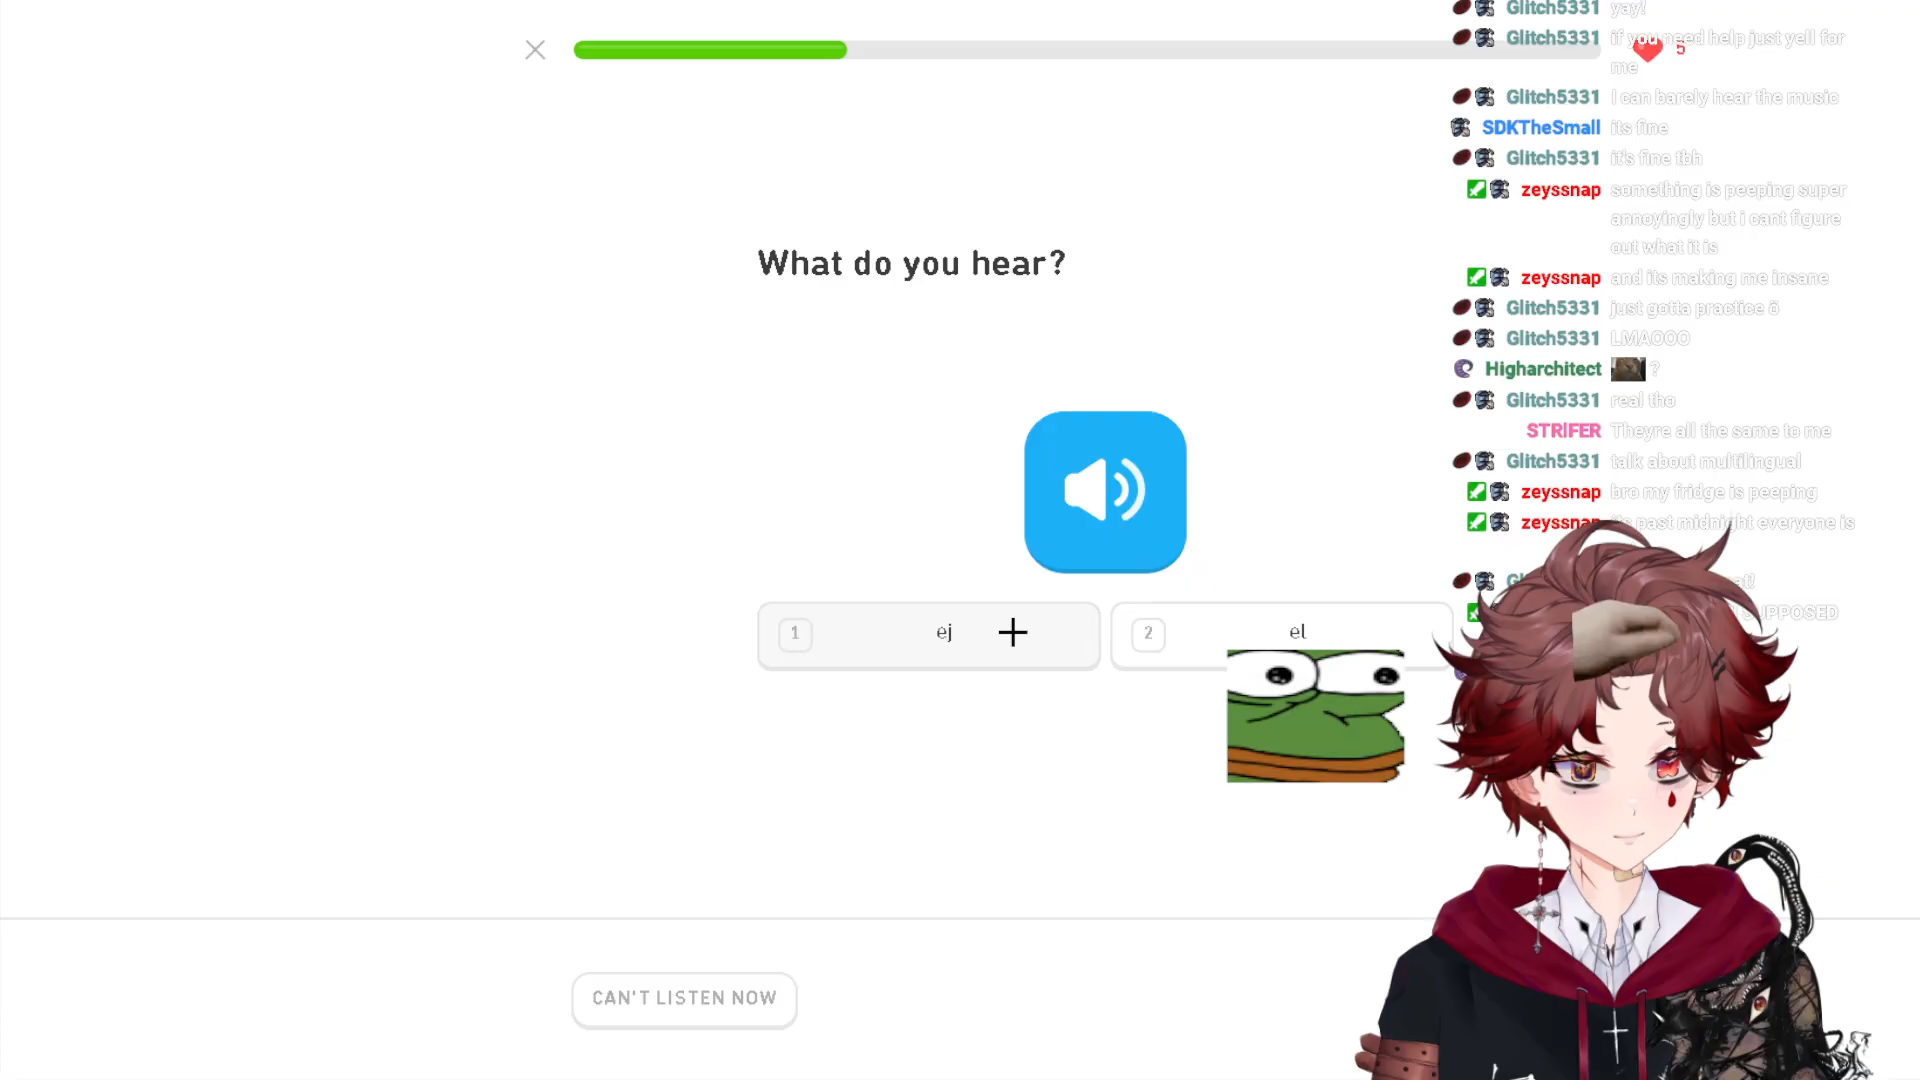 Glitch5331 yay!
Glitch5331 if you need help just yell for
me
5
Glitch5331 I can barely hear the music
SDKTheSmall its fine
Glitch5331 it's fine tbh
zeyssnap something is peeping super
annoyingly but i cant figure
out what it is
zeyssnap and its making me insane
Glitch5331 just gotta practice ö
Glitch5331 LMAOOO
Higharchitect ?
Glitch5331 real tho
STRIFER Theyre all the same to me
Glitch5331 talk about multilingual
zeyssnap bro my fridge is peeping
zeyssnap past midnight everyone is
What do you hear?
1 ej
2 el
CAN'T LISTEN NOW